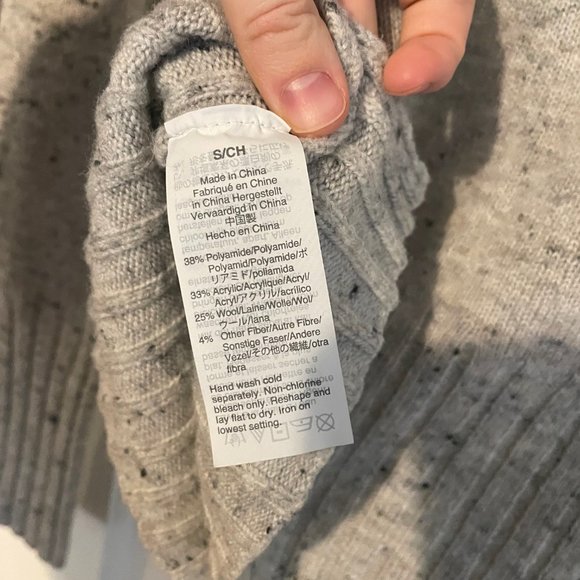 S/CH
Made in China
Fabriqué en Chine
in China Hergestellt
Vervaardigd in China
中国製
Hecho en China
38% Polyamide/Polyamide/
Polyamid/Polyamide/ポ
リアミド/poliamida
33% Acrylic/Acrylique/Acryl/
Acryl/アクリル/acrílico
25% Wool/Laine/Wolle/Wol/
ウール/lana
4% Other Fiber/Autre Fibre/
Sonstige Faser/Andere
Vezel/その他の繊維/otra
fibra
Hand wash cold
separately. Non-chlorine
bleach only. Reshape and
lay flat to dry. Iron on
lowest setting.